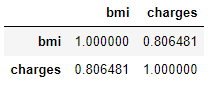 bmi charges
bmi 1.000000 0.806481
charges 0.806481 1.000000